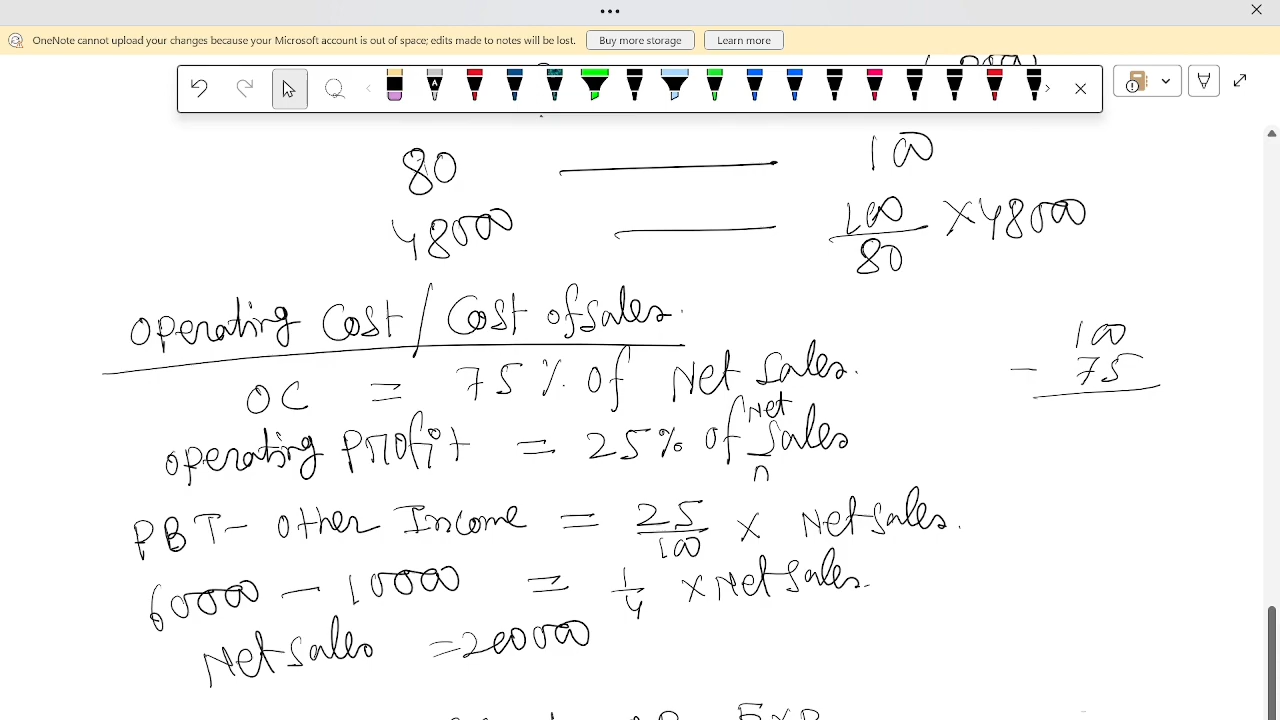 OneNote cannot upload your changes because your Microsoft account is out of space; edits made to notes will be lost. Buy more storage Learn more
80 100
48000 100/80 × 48000
Operating Cost / Cost of sales.
100
- 75
OC = 75% of Net Sales.
Operating Profit = 25% of Net Sales
n
PBT - Other Income = 25/100 × Net sales.
60000 - 10000 = 1/4 × Net sales.
Net sales = 200000